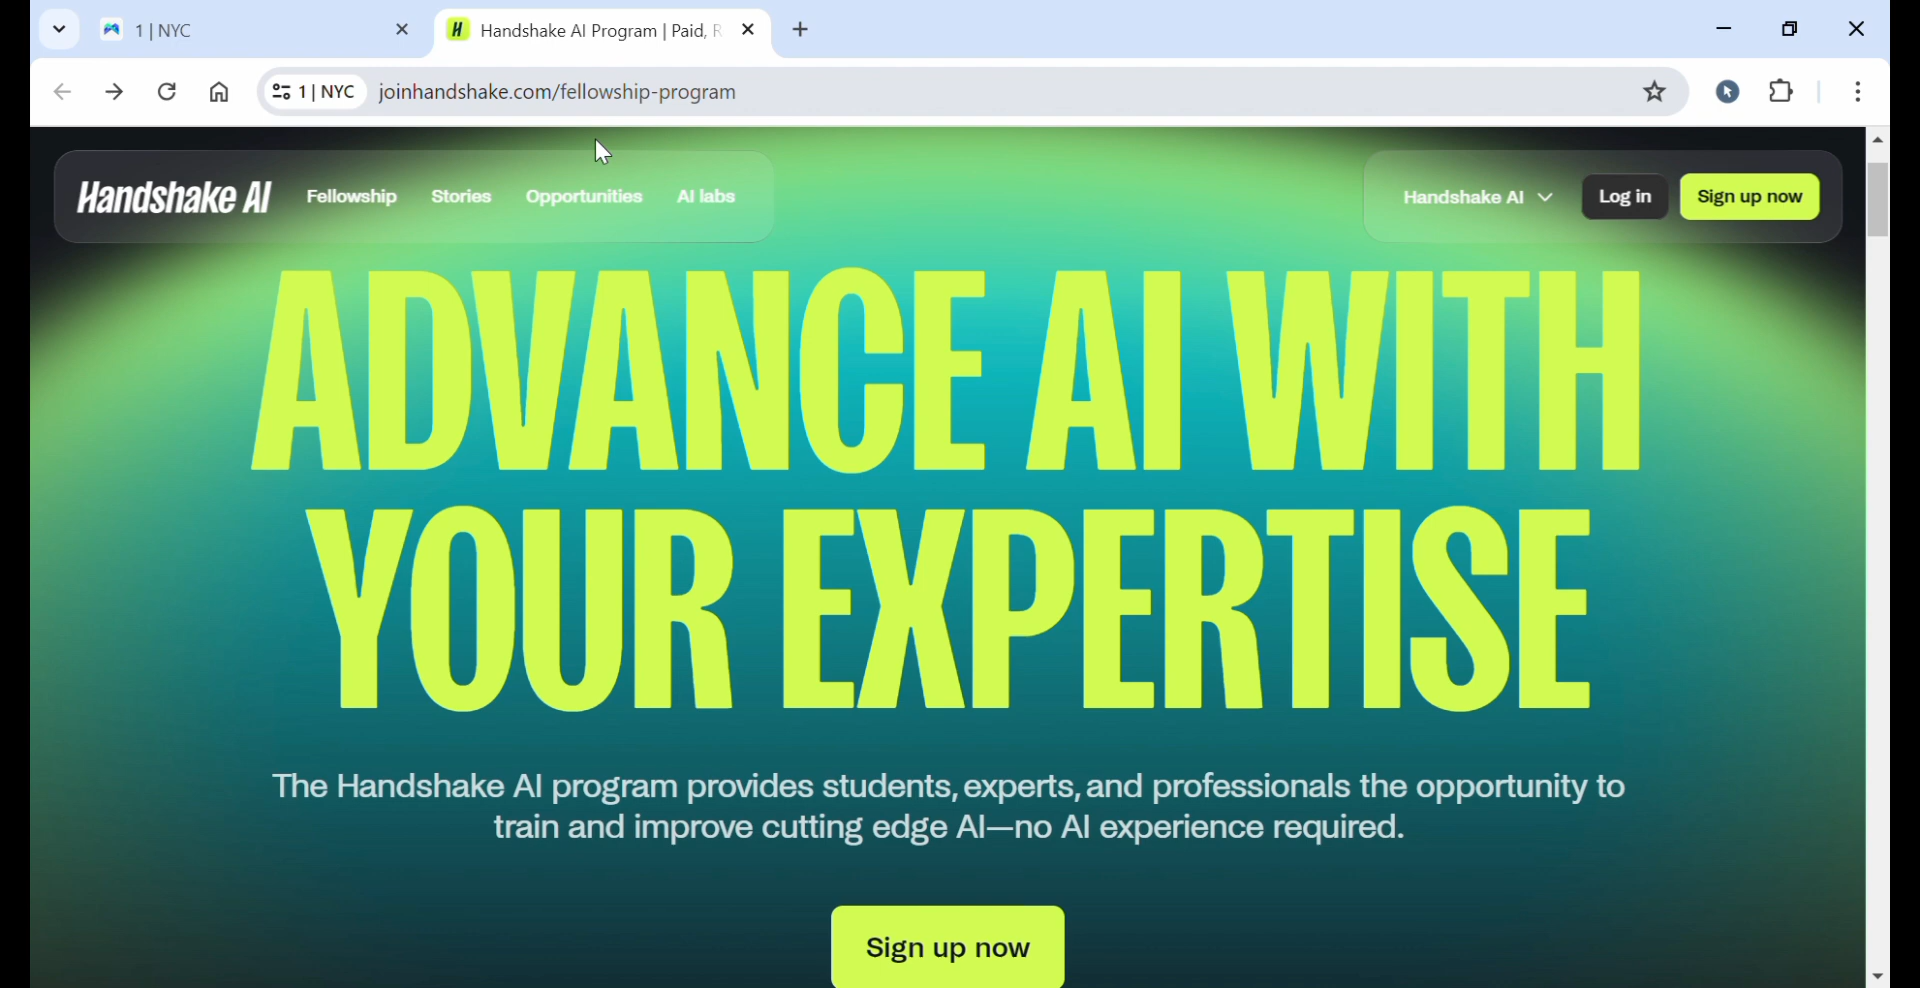 1 | NYC
Handshake AI Program | Paid, R
1 | NYC
joinhandshake.com/fellowship-program
Handshake AI
Fellowship
Stories
Opportunities
AI labs
Handshake AI
Log in
Sign up now
ADVANCE AI WITH
YOUR EXPERTISE
The Handshake AI program provides students, experts, and professionals the opportunity to
train and improve cutting edge AI—no AI experience required.
Sign up now